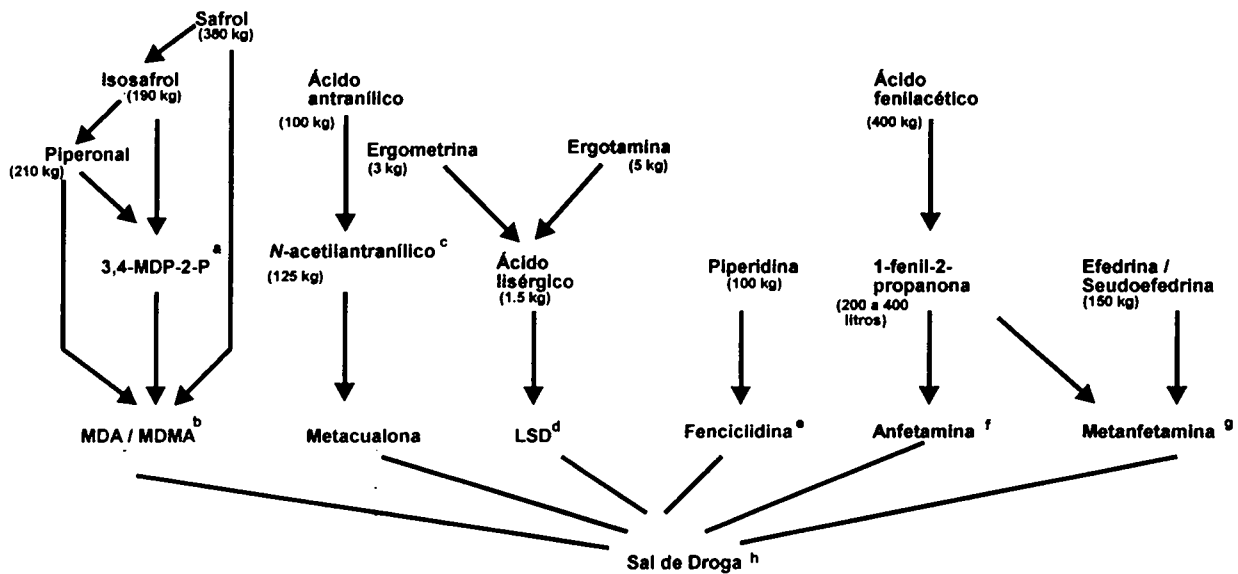 Safrol
(380 kg)
Isosafrol
(190 kg)
Piperonal
(210 kg)
3,4-MDP-2-P a
MDA / MDMA b
Ácido
antranílico
(100 kg)
N-acetilantranílico c
(125 kg)
Metacualona
Ergometrina
(3 kg)
Ergotamina
(5 kg)
Ácido
lisérgico
(1.5 kg)
LSD d
Piperidina
(100 kg)
Fenciclidina e
Ácido
fenilacético
(400 kg)
1-fenil-2-
propanona
(200 a 400
litros)
Anfetamina f
Efedrina /
Seudoefedrina
(150 kg)
Metanfetamina g
Sal de Droga h